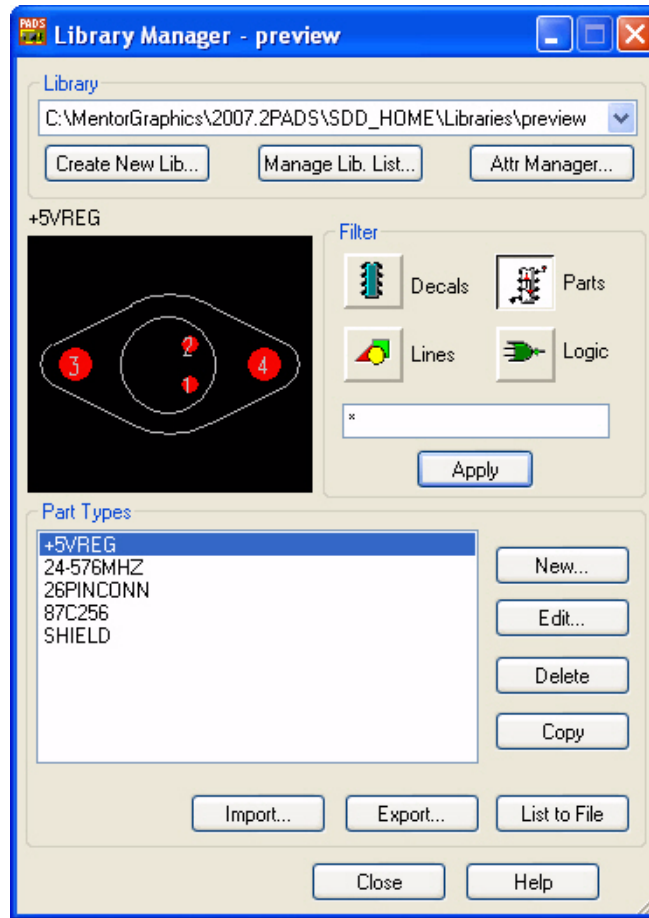 PADS
Library Manager - preview
Library
C:\MentorGraphics\2007.2PADS\SDD_HOME\Libraries\preview
Create New Lib... Manage Lib. List... Attr Manager...
+5VREG
Filter
3 2 1 4
Decals Parts
Lines Logic
*
Apply
Part Types
+5VREG
24-576MHZ
26PINCONN
87C256
SHIELD
New...
Edit...
Delete
Copy
Import... Export... List to File
Close Help